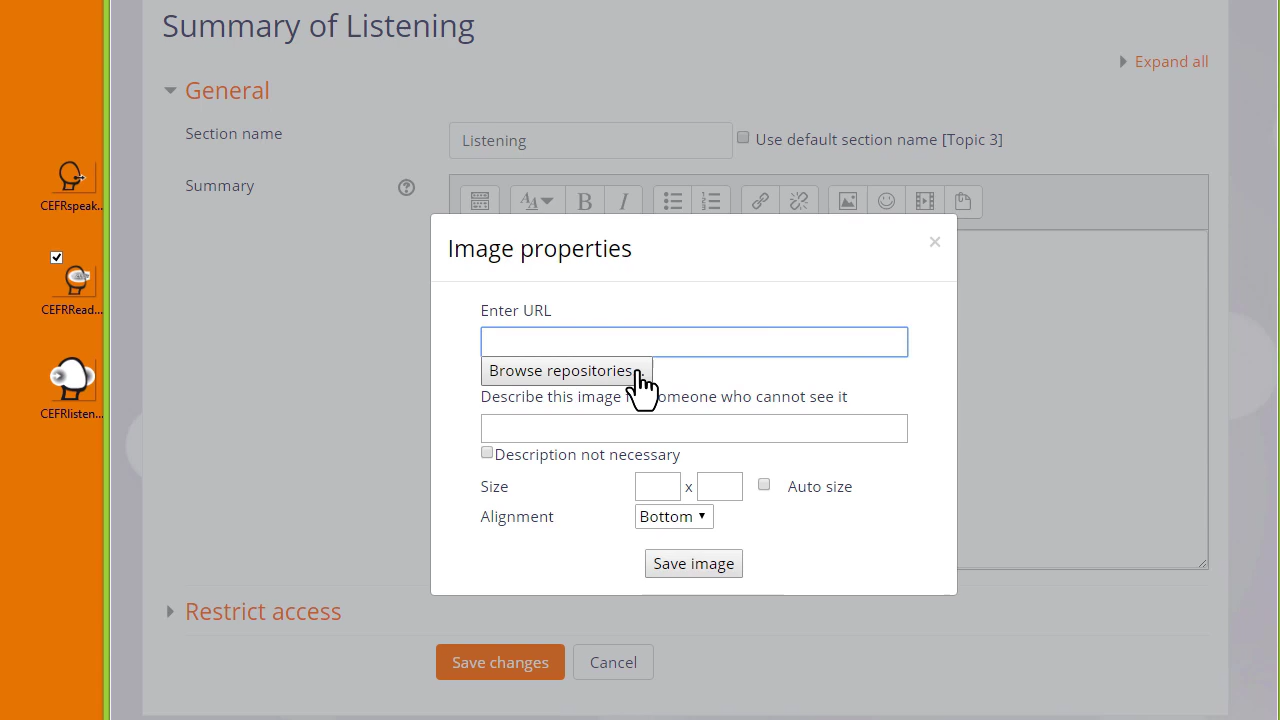 Summary of Listening
Expand all
General
Section name
Listening
Use default section name [Topic 3]
Summary
CEFRspeak...
CEFRRead...
CEFRlisten...
Image properties
Enter URL
Browse repositories...
Describe this image someone who cannot see it
Description not necessary
Size
x
Auto size
Alignment
Bottom
Save image
Restrict access
Save changes
Cancel